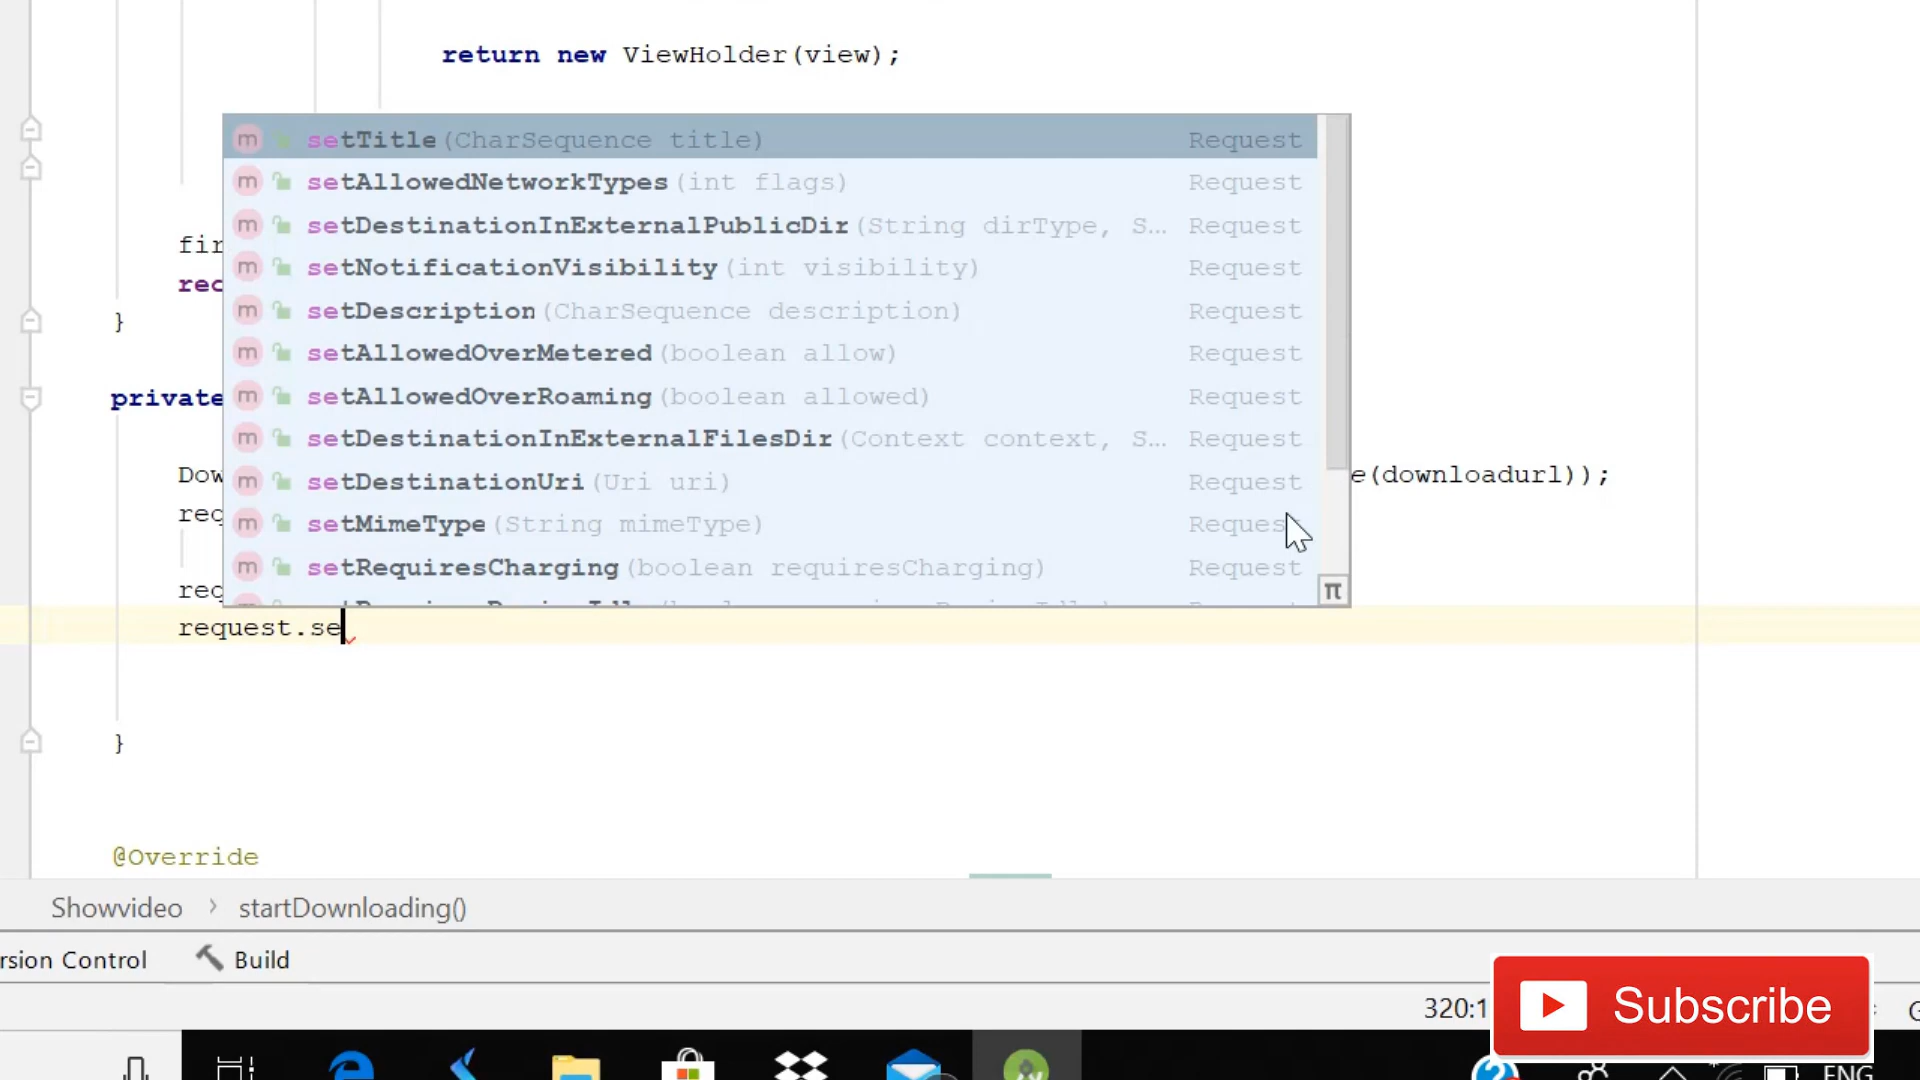 return new ViewHolder(view);
m setTitle(CharSequence title) Request
m setAllowedNetworkTypes(int flags) Request
m setDestinationInExternalPublicDir(String dirType, S... Request
fir
m setNotificationVisibility(int visibility) Request
rec
m setDescription(CharSequence description) Request
}
m setAllowedOverMetered(boolean allow) Request
private m setAllowedOverRoaming(boolean allowed) Request
m setDestinationInExternalFilesDir(Context context, S... Request
Dow m setDestinationUri(Uri uri) Request e(downloadurl));
req m setMimeType(String mimeType) Request
m setRequiresCharging(boolean requiresCharging) Request
req π
request.se
}
@Override
Showvideo › startDownloading()
rsion Control Build
320:1
Subscribe
ENG